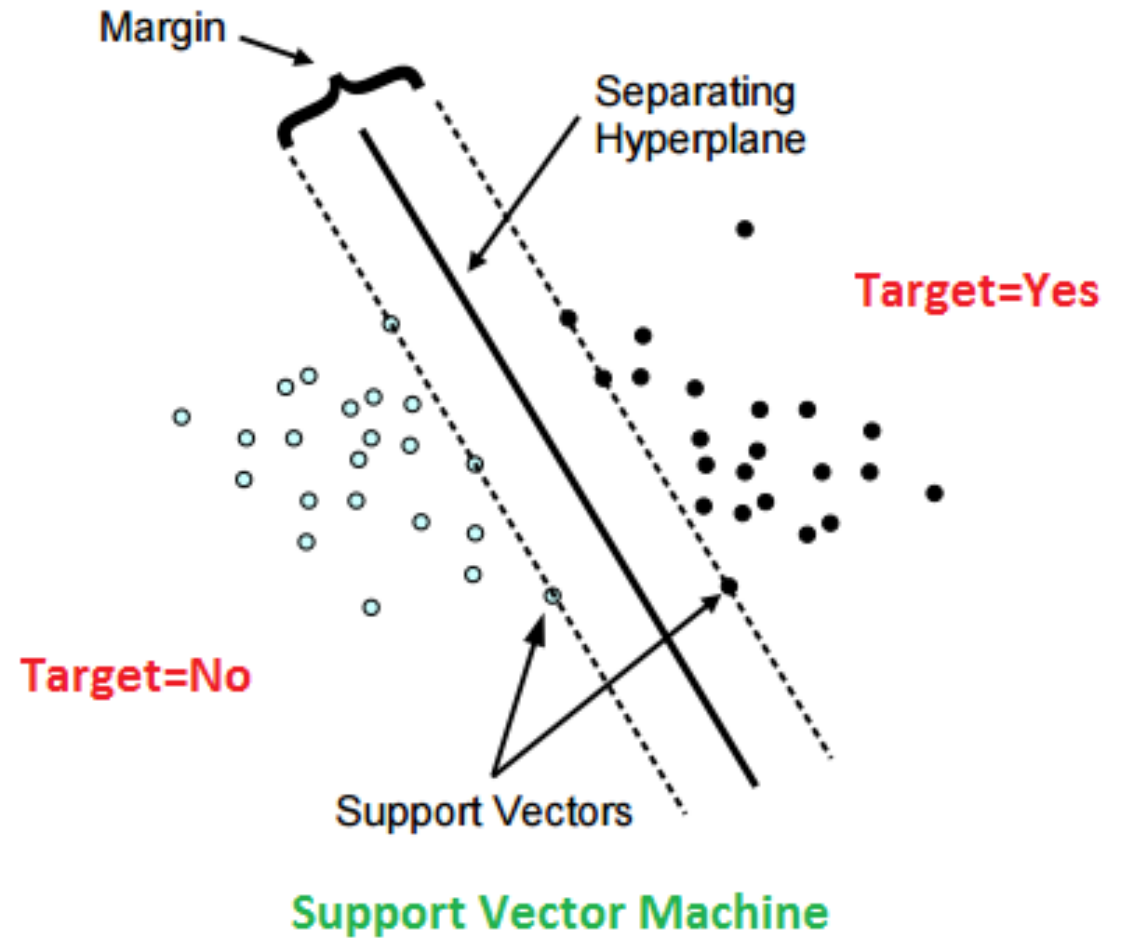 Margin
Separating
Hyperplane
Target=Yes
Target=No
Support Vectors
Support Vector Machine